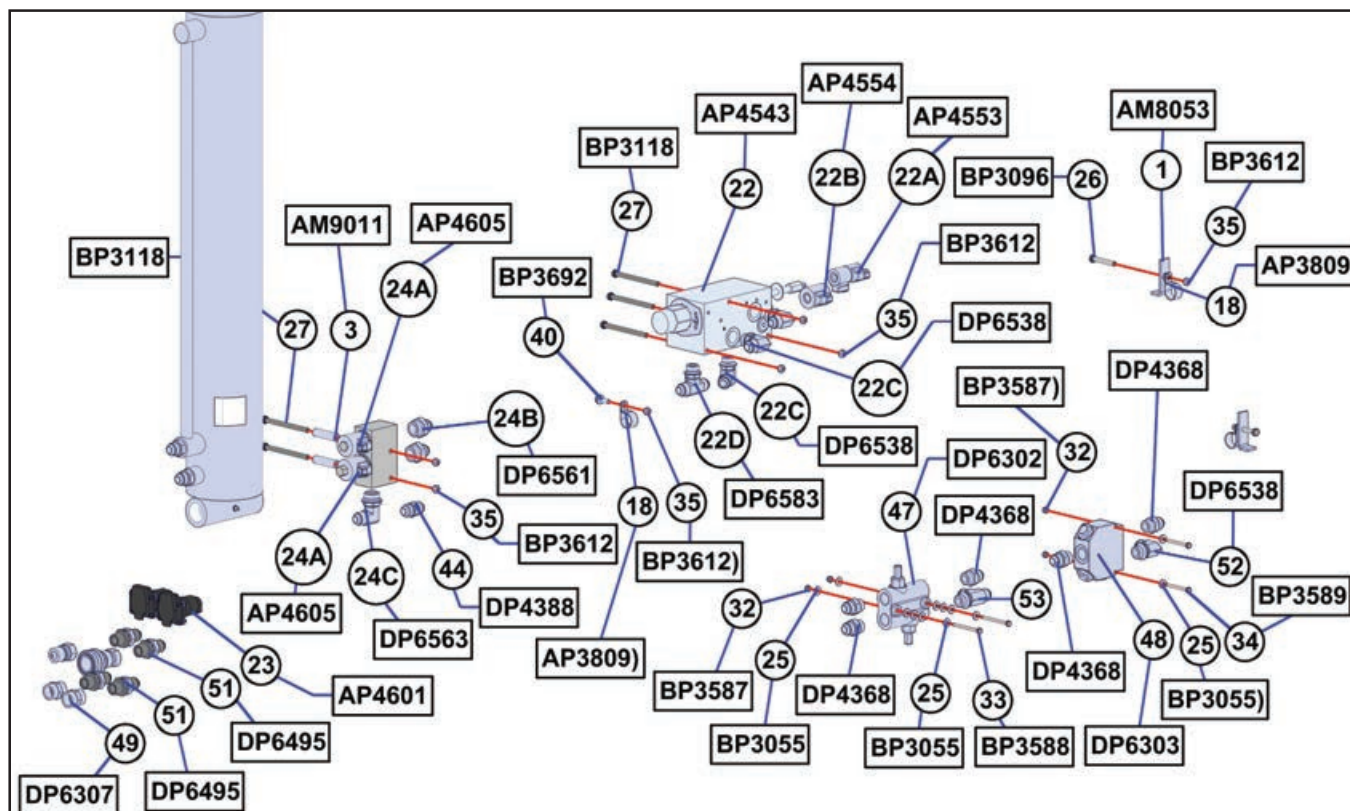 AP4554
AP4543
AP4553
AM8053
BP3118
22B
22A
BP3096
26
1
BP3612
27
22
35
AM9011
AP4605
BP3612
AP3809
BP3118
BP3692
18
24A
27
3
40
35
DP6538
22C
BP3587)
DP4368
22C
24B
22D
DP6538
32
DP6561
DP6583
DP6302
DP6538
18
35
47
DP4368
35
BP3612
BP3612)
52
24A
24C
44
53
BP3589
AP4605
DP4388
32
48
25
34
23
DP6563
AP3809)
DP4368
51
AP4601
BP3587
25
DP4368
25
33
BP3055)
49
51
DP6495
BP3055
BP3055
BP3588
DP6303
DP6307
DP6495